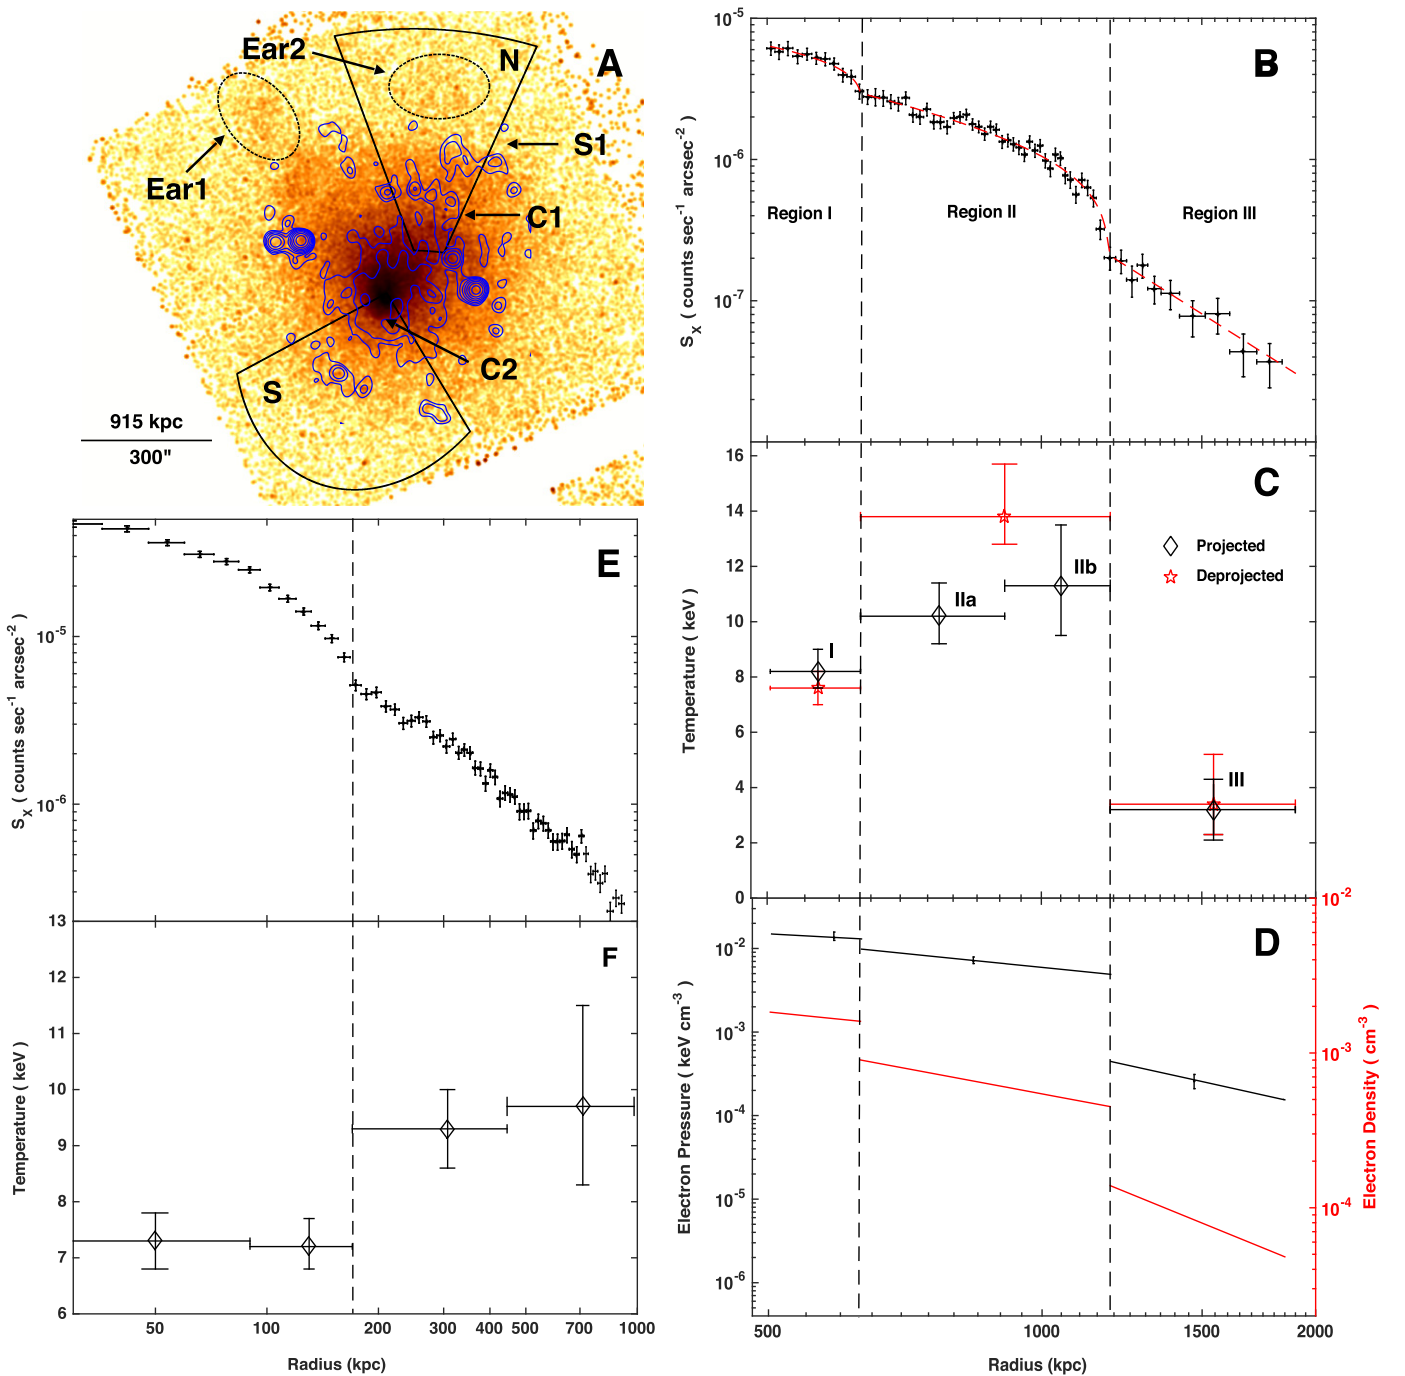 A
Ear2
N
S1
Ear1
C1
C2
S
915 kpc
300"
B
10^-5
10^-6
10^-7
S_X ( counts sec^-1 arcsec^-2 )
Region I
Region II
Region III
C
16
14
12
10
8
6
4
2
0
Temperature ( keV )
Projected
Deprojected
I
IIa
IIb
III
D
10^-2
10^-3
10^-4
10^-5
10^-6
Electron Pressure ( keV cm^-3 )
10^-2
10^-3
10^-4
Electron Density ( cm^-3 )
500
1000
1500
2000
Radius (kpc)
E
10^-5
10^-6
S_X ( counts sec^-1 arcsec^-2 )
F
13
12
11
10
9
8
7
6
Temperature ( keV )
50
100
200
300
400
500
700
1000
Radius (kpc)